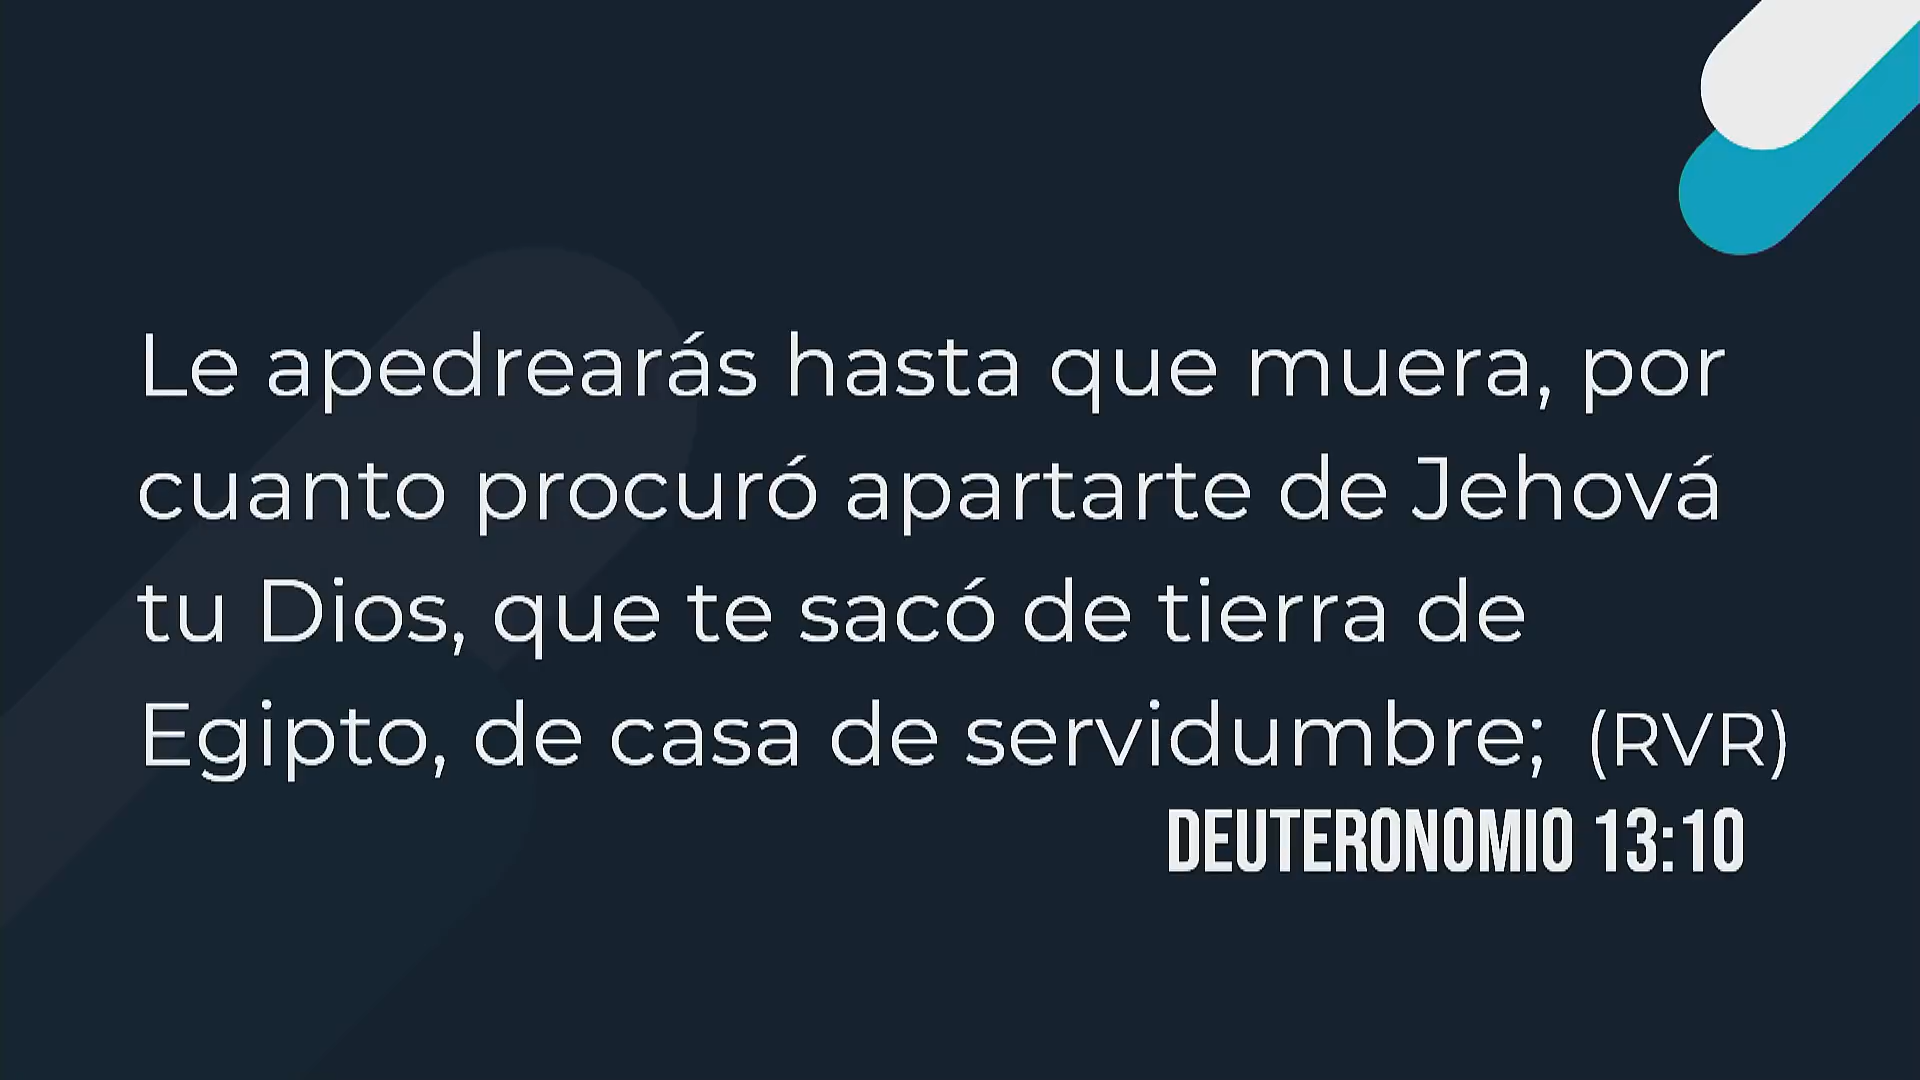 Le apedrearás hasta que muera, por
cuanto procuró apartarte de Jehová
tu Dios, que te sacó de tierra de
Egipto, de casa de servidumbre; (RVR)
DEUTERONOMIO 13:10